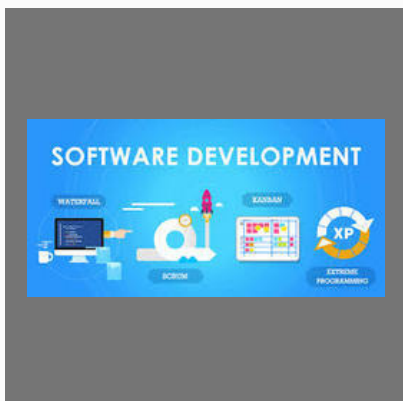 SOFTWARE DEVELOPMENT
WATERFALL
KANBAN
XP
SCRUM
EXTREME
PROGRAMMING